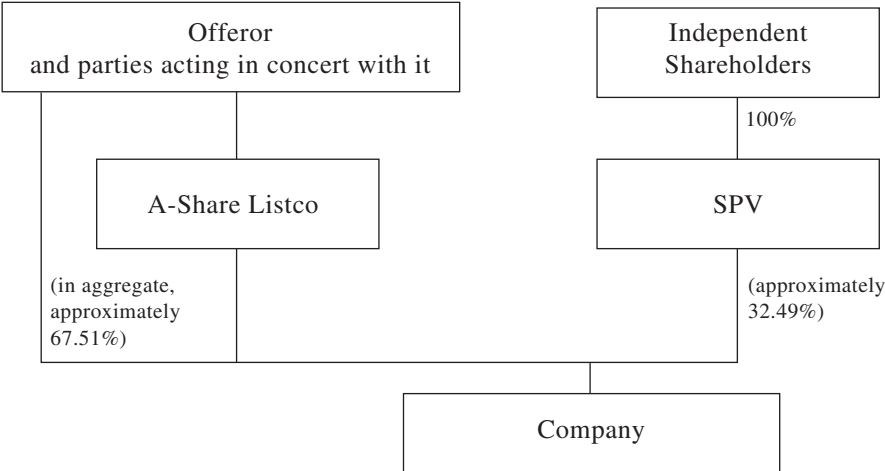 Offeror
and parties acting in concert with it
Independent
Shareholders
100%
A-Share Listco
SPV
(in aggregate,
approximately
67.51%)
(approximately
32.49%)
Company